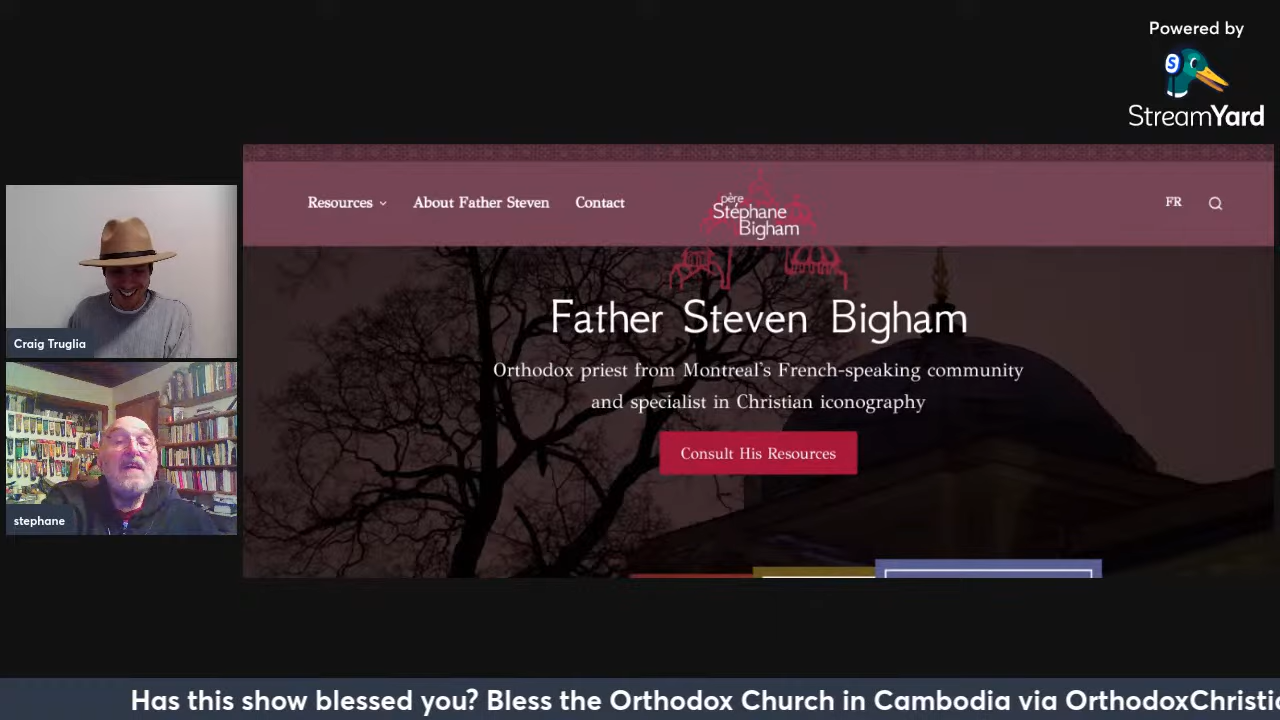 Powered by
StreamYard
Resources
About Father Steven
Contact
père
Stéphane
Bigham
FR
Father Steven Bigham
Orthodox priest from Montreal's French-speaking community
and specialist in Christian iconography
Consult His Resources
Craig Truglia
stephane
Has this show blessed you? Bless the Orthodox Church in Cambodia via OrthodoxChristi